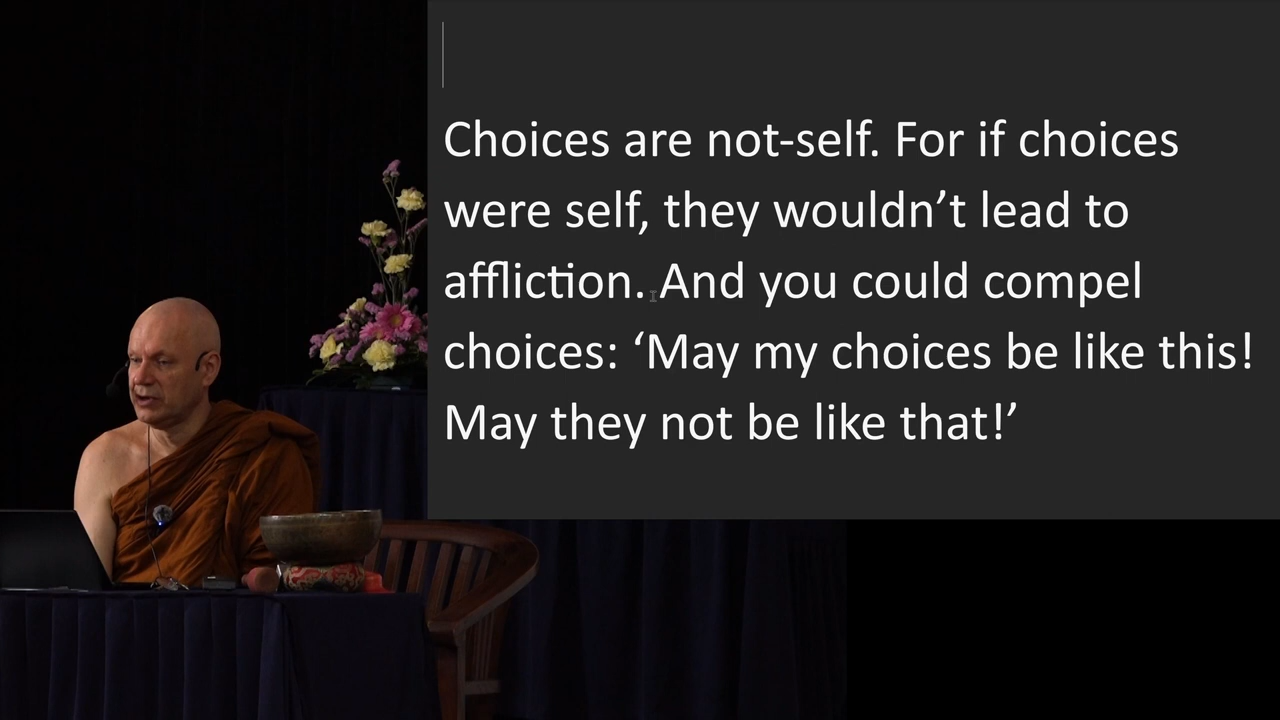 Choices are not-self. For if choices
were self, they wouldn’t lead to
affliction. And you could compel
choices: ‘May my choices be like this!
May they not be like that!’